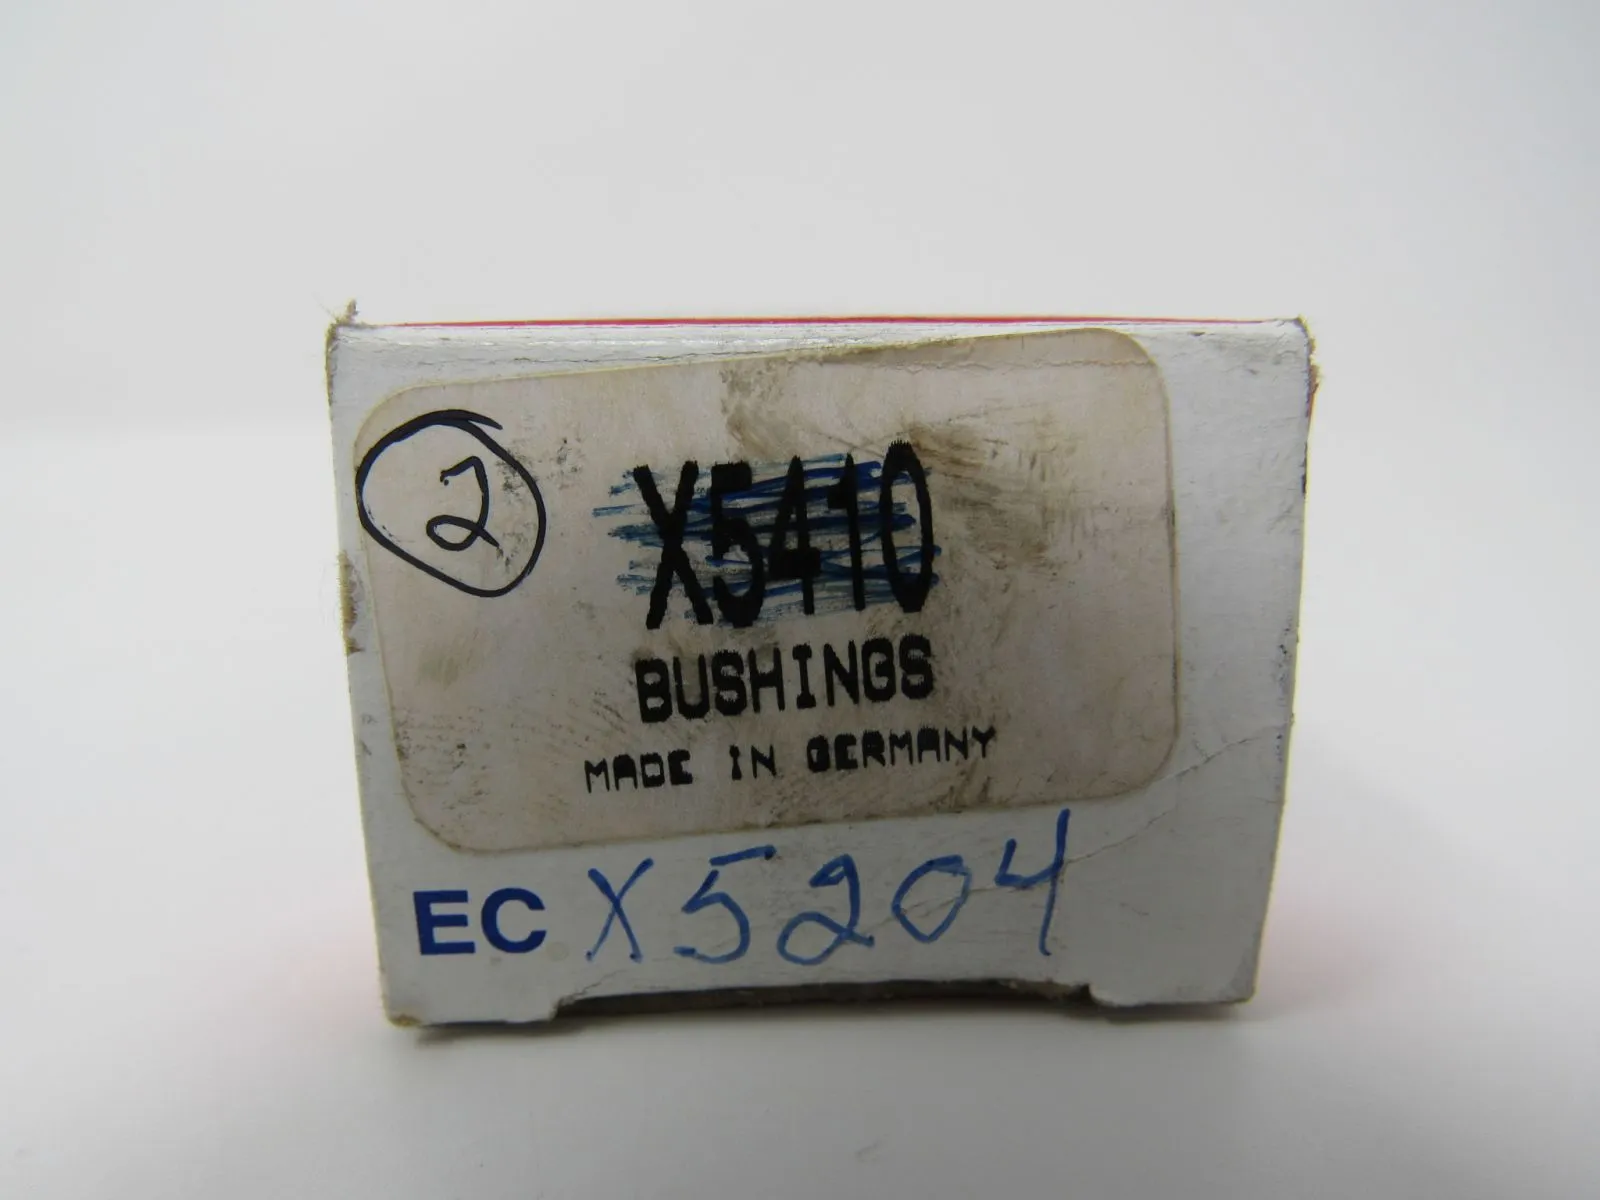 2
X5410
BUSHINGS
MADE IN GERMANY
EC X5204